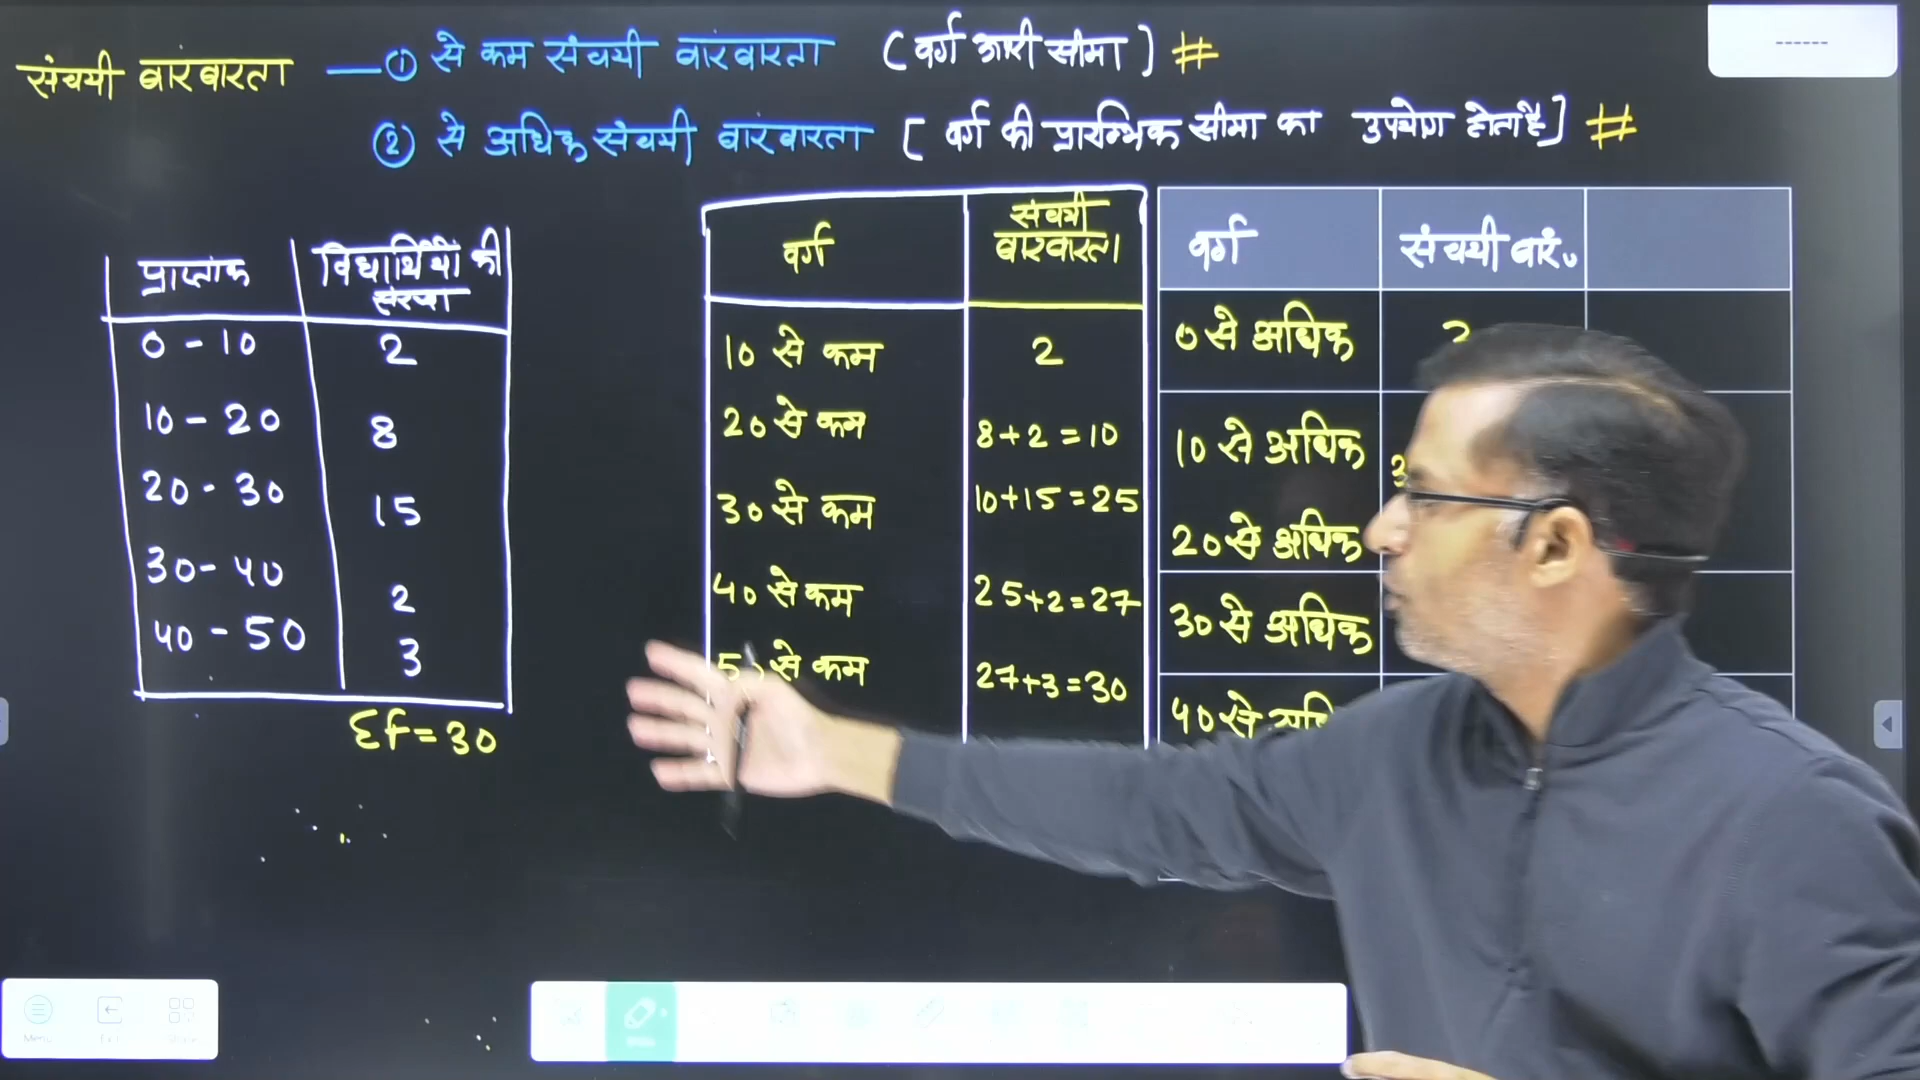 संचयी बारंबारता — ① से कम संचयी बारंबारता
② से अधिक संचयी बारंबारता [ वर्ग की प्रारम्भिक सीमा का उपयोग होता है ] #
प्राप्तांक विद्यार्थियों की संख्या
0 - 10 2
10 - 20 8
20 - 30 15
30 - 40 2
40 - 50 3
Σf = 30
वर्ग संचयी बारंबारता
10 से कम 2
20 से कम 8+2=10
30 से कम 10+15=25
40 से कम 25+2=27
से कम 27+3=30
वर्ग संचयी बारं०
0 से अधिक
10 से अधिक
20 से अधिक
30 से अधिक
40 से
------
Menu